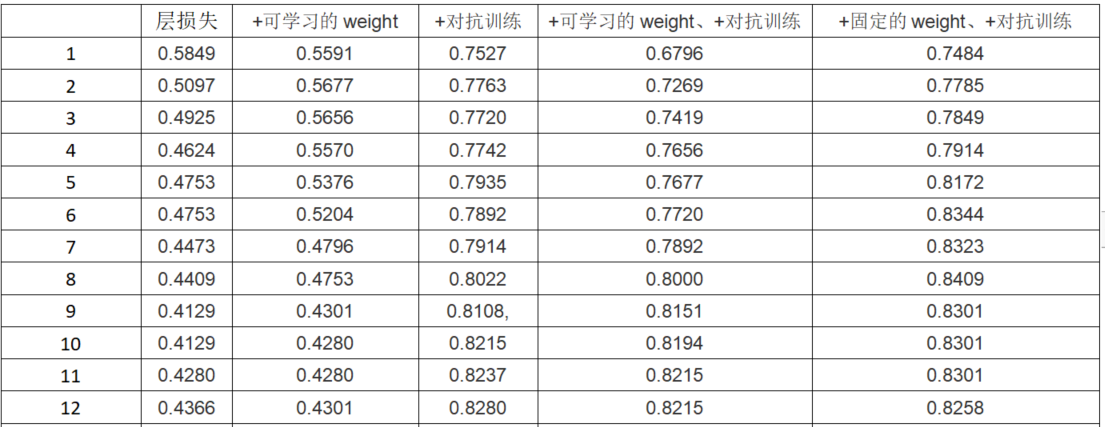 层损失 +可学习的 weight +对抗训练 +可学习的 weight、+对抗训练 +固定的 weight、+对抗训练
1 0.5849 0.5591 0.7527 0.6796 0.7484
2 0.5097 0.5677 0.7763 0.7269 0.7785
3 0.4925 0.5656 0.7720 0.7419 0.7849
4 0.4624 0.5570 0.7742 0.7656 0.7914
5 0.4753 0.5376 0.7935 0.7677 0.8172
6 0.4753 0.5204 0.7892 0.7720 0.8344
7 0.4473 0.4796 0.7914 0.7892 0.8323
8 0.4409 0.4753 0.8022 0.8000 0.8409
9 0.4129 0.4301 0.8108, 0.8151 0.8301
10 0.4129 0.4280 0.8215 0.8194 0.8301
11 0.4280 0.4280 0.8237 0.8215 0.8301
12 0.4366 0.4301 0.8280 0.8215 0.8258